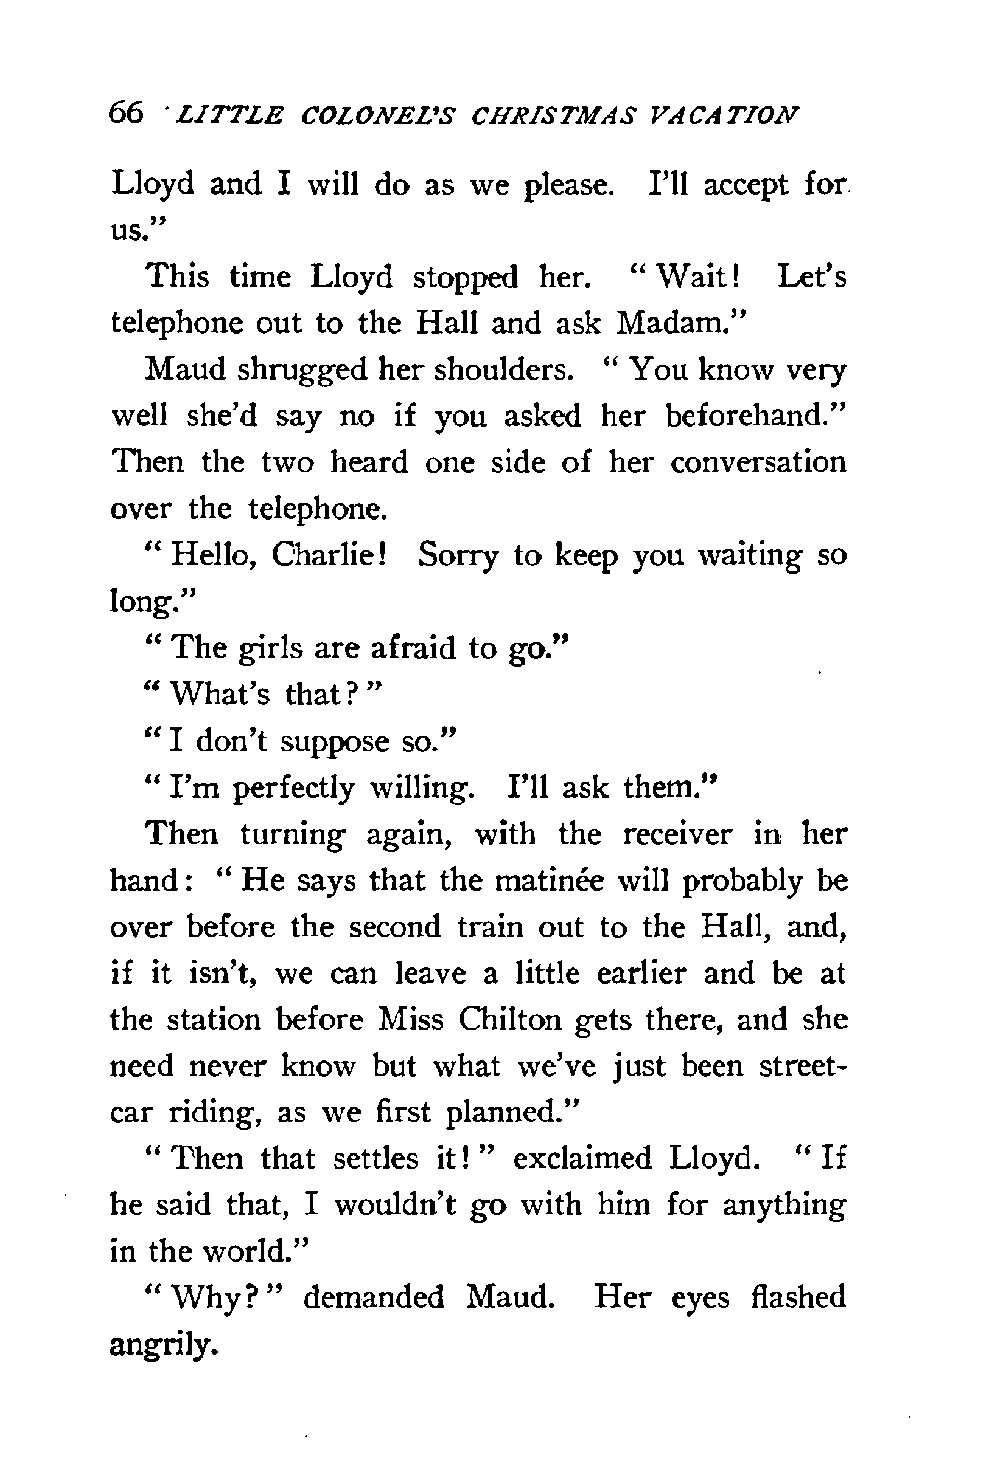 66 LITTLE COLONEL'S CHRISTMAS VACATION
Lloyd and I will do as we please. I'll accept for
us."
This time Lloyd stopped her. "Wait! Let's
telephone out to the Hall and ask Madam."
Maud shrugged her shoulders. "You know very
well she'd say no if you asked her beforehand."
Then the two heard one side of her conversation
over the telephone.
"Hello, Charlie! Sorry to keep you waiting so
long."
"The girls are afraid to go."
"What's that?"
"I don't suppose so."
"I'm perfectly willing. I'll ask them."
Then turning again, with the receiver in her
hand: "He says that the matinée will probably be
over before the second train out to the Hall, and,
if it isn't, we can leave a little earlier and be at
the station before Miss Chilton gets there, and she
need never know but what we've just been street-
car riding, as we first planned."
"Then that settles it!" exclaimed Lloyd. "If
he said that, I wouldn't go with him for anything
in the world."
"Why?" demanded Maud. Her eyes flashed
angrily.